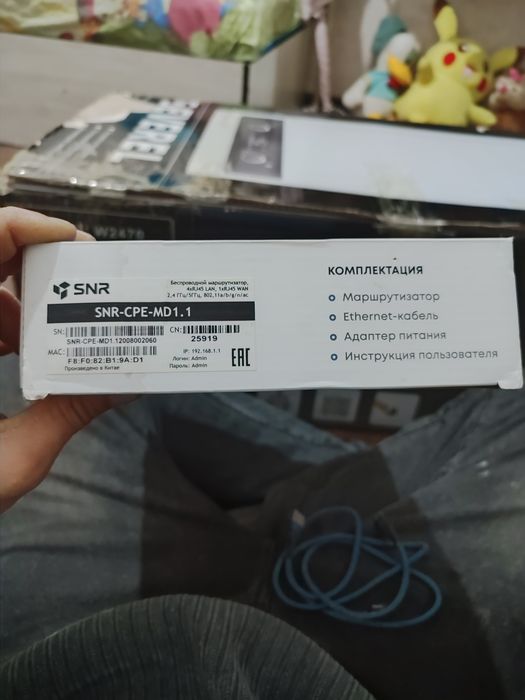 W2470
SNR
Беспроводной маршрутизатор,
4xRJ45 LAN, 1xRJ45 WAN
2,4 ГГц/5ГГц, 802.11a/b/g/n/ac
SNR-CPE-MD1.1
SN:
SNR-CPE-MD1.12008002060
CN:
25919
MAC:
F8:F0:82:B1:9A:D1
Произведено в Китае
IP: 192.168.1.1
Логин: Admin
Пароль: Admin
EAC
КОМПЛЕКТАЦИЯ
Маршрутизатор
Ethernet-кабель
Адаптер питания
Инструкция пользователя